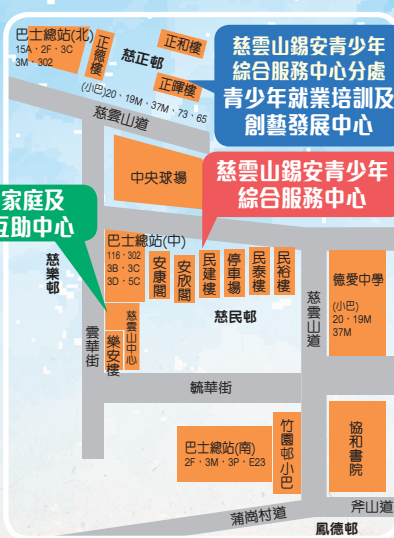 巴士總站(北)
15A · 2F · 3C
3M · 302
正德樓
慈正邨
正和樓
正暉樓
(小巴)20、19M、37M、73、65
慈雲山道
慈雲山錫安青少年
綜合服務中心分處
青少年就業培訓及
創藝發展中心
中央球場
慈雲山錫安青少年
綜合服務中心
家庭及
互助中心
慈樂邨
巴士總站(中)
116 · 302
3B · 3C
3D · 5C
安康閣
安欣閣
民建樓
停車場
民泰樓
民裕樓
慈民邨
慈雲山道
德愛中學
(小巴)
20 · 19M
37M
雲華街
樂安樓
慈雲山中心
毓華街
巴士總站(南)
2F · 3M · 3P · E23
竹園邨小巴
協和書院
蒲崗村道
斧山道
鳳德邨